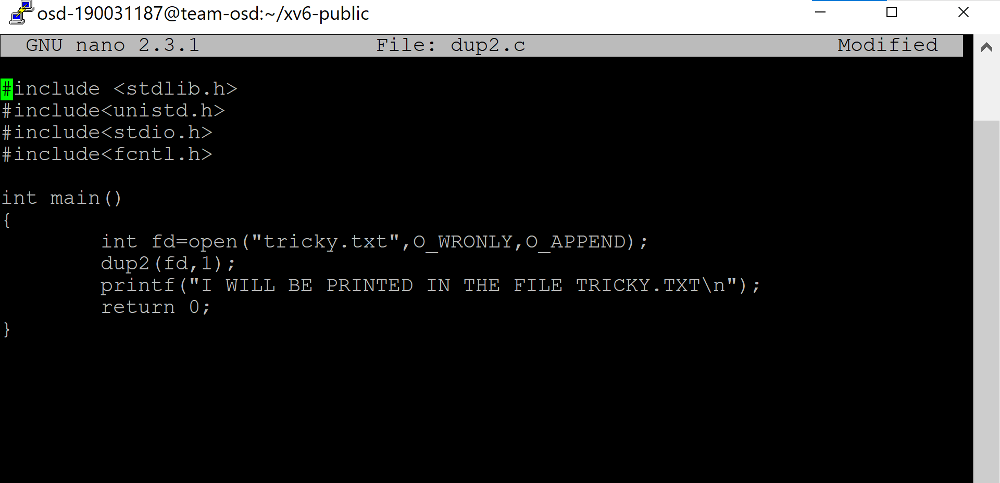 osd-190031187@team-osd:~/xv6-public
GNU nano 2.3.1 File: dup2.c Modified
#include <stdlib.h>
#include<unistd.h>
#include<stdio.h>
#include<fcntl.h>
int main()
{
int fd=open("tricky.txt",O_WRONLY,O_APPEND);
dup2(fd,1);
printf("I WILL BE PRINTED IN THE FILE TRICKY.TXT\n");
return 0;
}